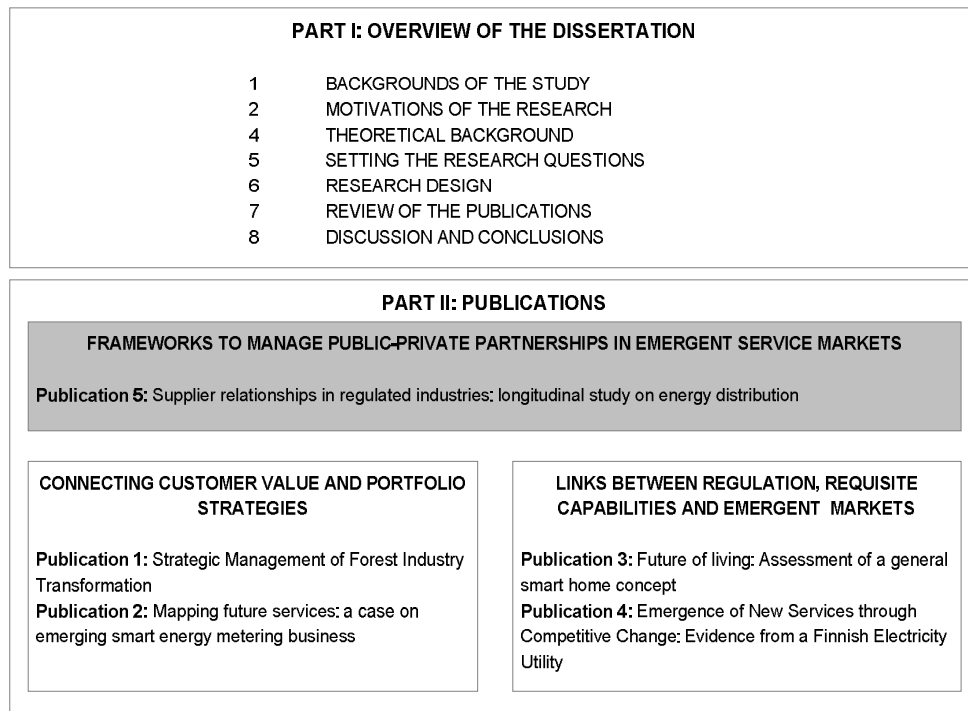 PART I: OVERVIEW OF THE DISSERTATION
1 BACKGROUNDS OF THE STUDY
2 MOTIVATIONS OF THE RESEARCH
4 THEORETICAL BACKGROUND
5 SETTING THE RESEARCH QUESTIONS
6 RESEARCH DESIGN
7 REVIEW OF THE PUBLICATIONS
8 DISCUSSION AND CONCLUSIONS
PART II: PUBLICATIONS
FRAMEWORKS TO MANAGE PUBLIC-PRIVATE PARTNERSHIPS IN EMERGENT SERVICE MARKETS
Publication 5: Supplier relationships in regulated industries: longitudinal study on energy distribution
CONNECTING CUSTOMER VALUE AND PORTFOLIO
STRATEGIES
Publication 1: Strategic Management of Forest Industry
Transformation
Publication 2: Mapping future services: a case on
emerging smart energy metering business
LINKS BETWEEN REGULATION, REQUISITE
CAPABILITIES AND EMERGENT MARKETS
Publication 3: Future of living: Assessment of a general
smart home concept
Publication 4: Emergence of New Services through
Competitive Change: Evidence from a Finnish Electricity
Utility